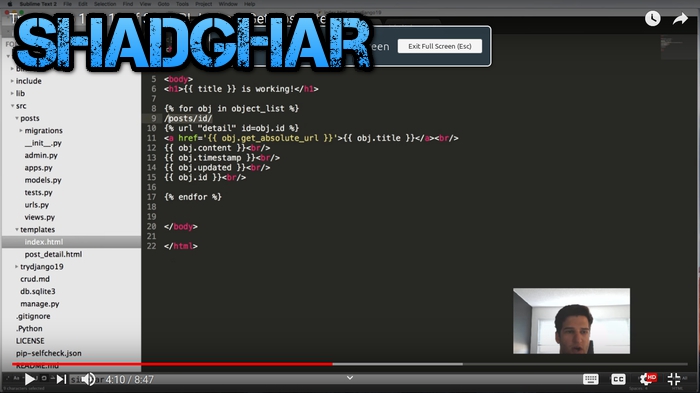 Sublime Text 2 File Edit Selection Find View Goto Tools Project Window Help
SHADGHAR
Exit Full Screen (Esc)
include
lib
src
posts
migrations
__init__.py
admin.py
apps.py
models.py
tests.py
urls.py
views.py
templates
index.html
post_detail.html
trydjango19
crud.md
db.sqlite3
manage.py
.gitignore
.Python
LICENSE
pip-selfcheck.json
README.md
5 <body>
6 <h1>{{ title }} is working!</h1>
7
8 {% for obj in object_list %}
9 /posts/id/
10 {% url "detail" id=obj.id %}
11 <a href='{{ obj.get_absolute_url }}'>{{ obj.title }}</a><br/>
12 {{ obj.content }}<br/>
13 {{ obj.timestamp }}<br/>
14 {{ obj.updated }}<br/>
15 {{ obj.id }}<br/>
16
17 {% endfor %}
18
19
20 </body>
21
22 </html>
4:10 / 8:47
CC
HD